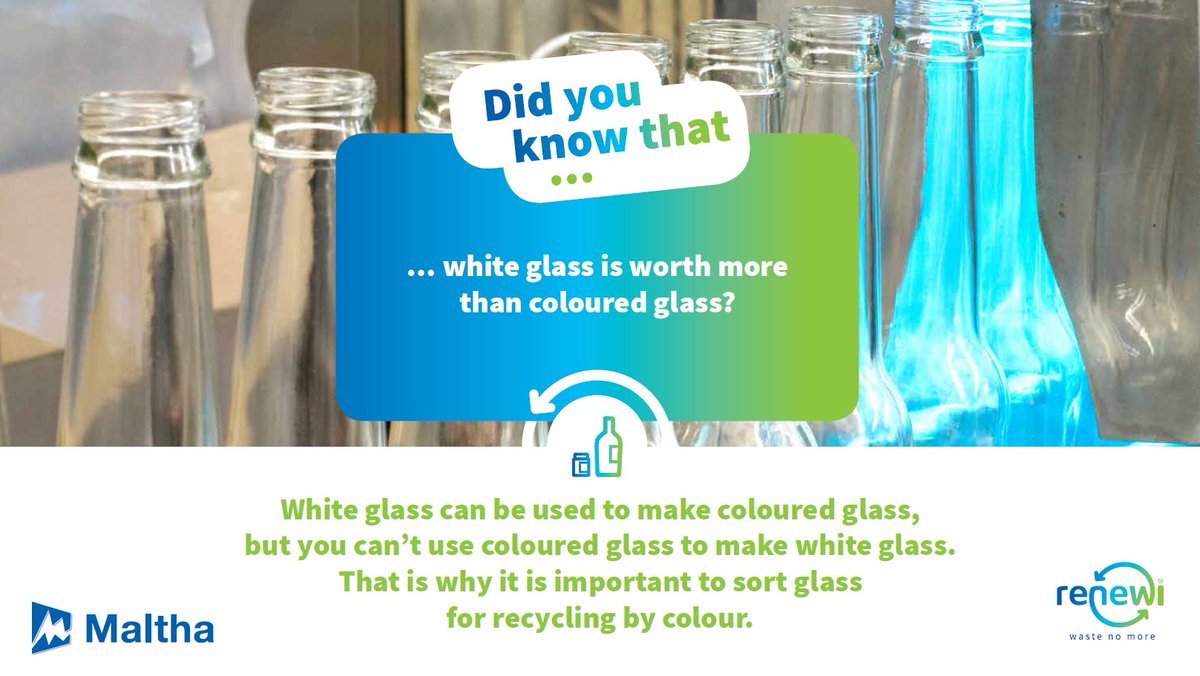 Did you
know that
...
... white glass is worth more
than coloured glass?
White glass can be used to make coloured glass,
but you can’t use coloured glass to make white glass.
That is why it is important to sort glass
for recycling by colour.
Maltha
renewi®
waste no more